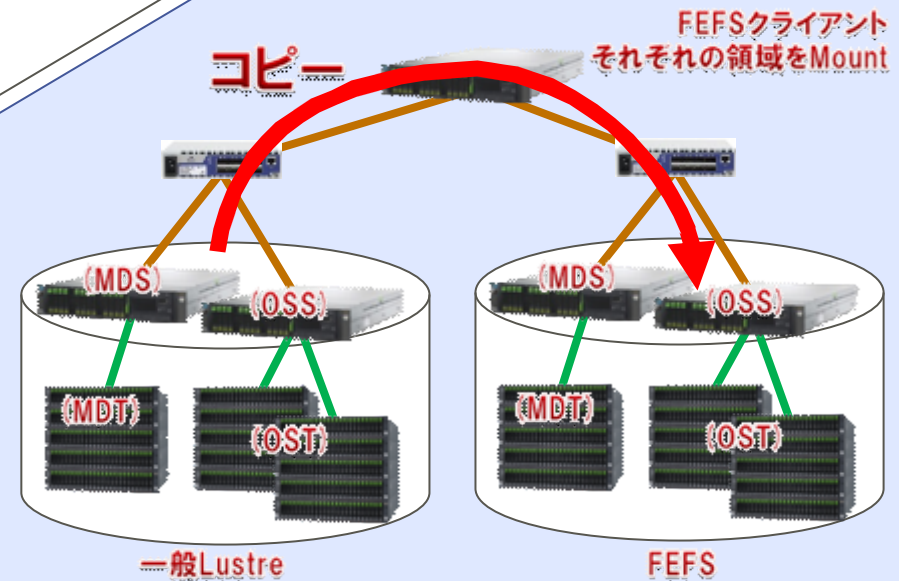 FEFSクライアント
それぞれの領域をMount
コピー
(MDS)
(OSS)
(MDS)
(OSS)
(MDT)
(OST)
(MDT)
(OST)
一般Lustre
FEFS